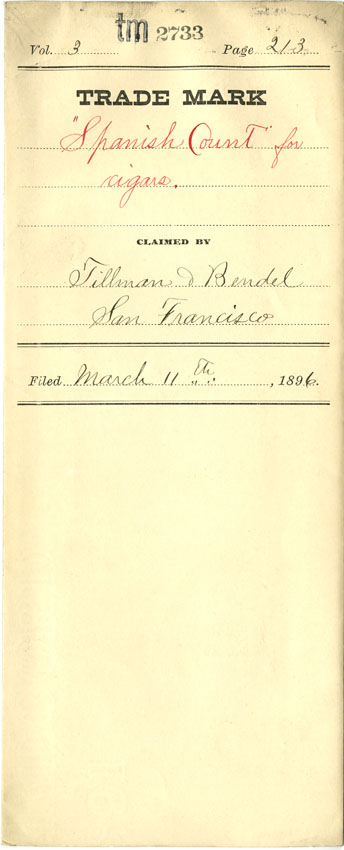 tm 2733
Vol. 3 Page 213
TRADE MARK
"Spanish Count" for
cigars.
CLAIMED BY
Tillman & Bendel
San Francisco
Filed March 11th, 1896.